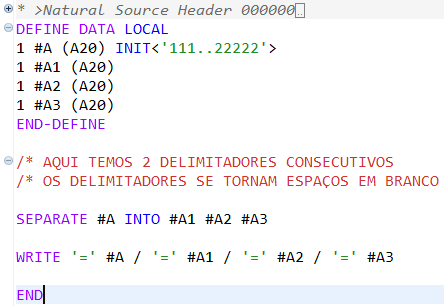 * >Natural Source Header 000000..
DEFINE DATA LOCAL
1 #A (A20) INIT<'111..22222'>
1 #A1 (A20)
1 #A2 (A20)
1 #A3 (A20)
END-DEFINE
/* AQUI TEMOS 2 DELIMITADORES CONSECUTIVOS
/* OS DELIMITADORES SE TORNAM ESPAÇOS EM BRANCO
SEPARATE #A INTO #A1 #A2 #A3
WRITE '=' #A / '=' #A1 / '=' #A2 / '=' #A3
END